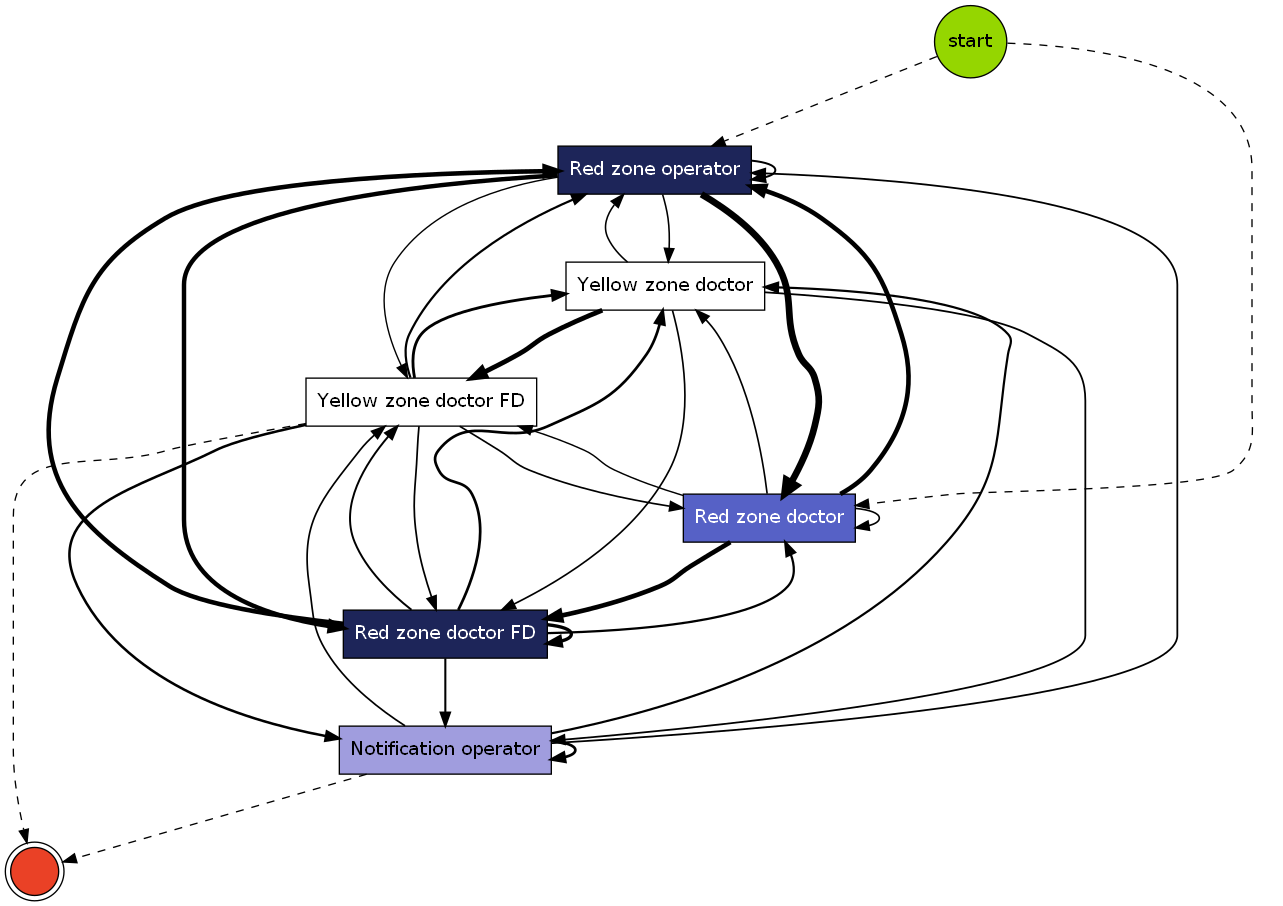 start
Red zone operator
Yellow zone doctor
Yellow zone doctor FD
Red zone doctor
Red zone doctor FD
Notification operator